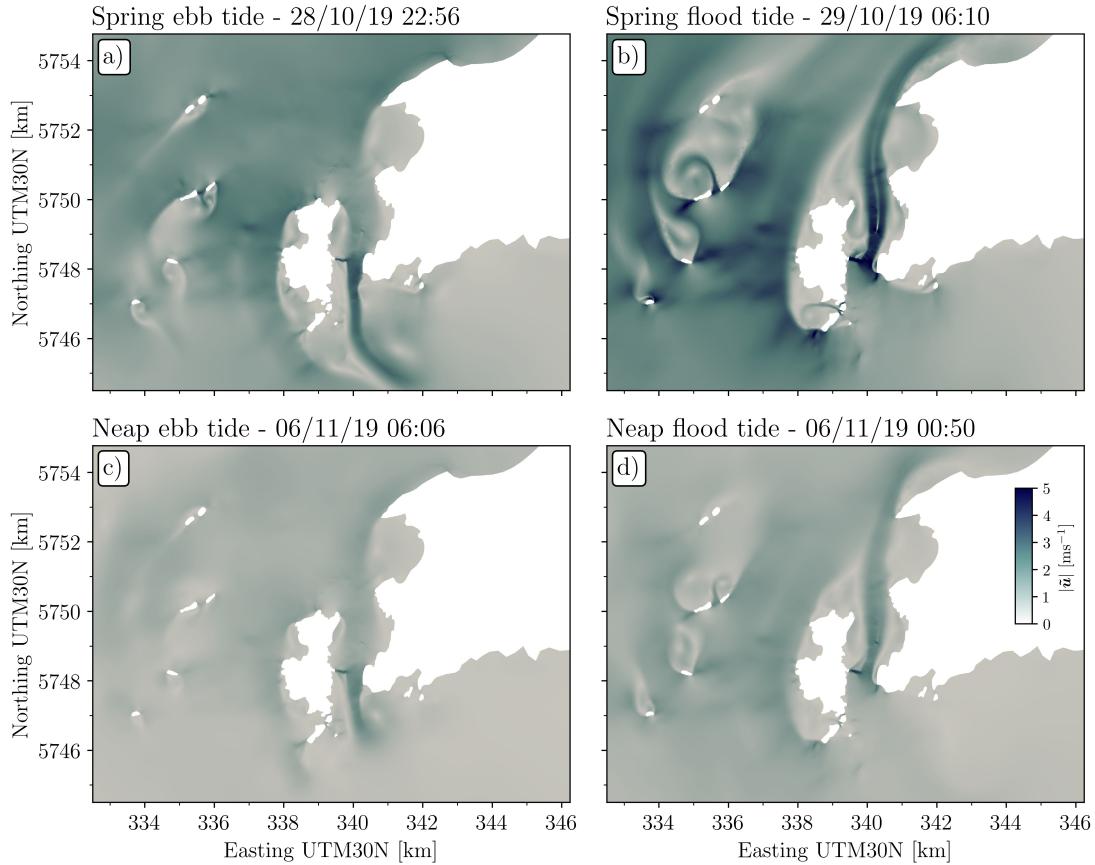 Spring ebb tide - 28/10/19 22:56
Spring flood tide - 29/10/19 06:10
a)
b)
5754
5752
5750
5748
5746
Northing UTM30N [km]
Neap ebb tide - 06/11/19 06:06
Neap flood tide - 06/11/19 00:50
c)
d)
5754
5752
5750
5748
5746
Northing UTM30N [km]
5
4
3
2
1
0
|ũ| [ms⁻¹]
334 336 338 340 342 344 346
334 336 338 340 342 344 346
Easting UTM30N [km]
Easting UTM30N [km]